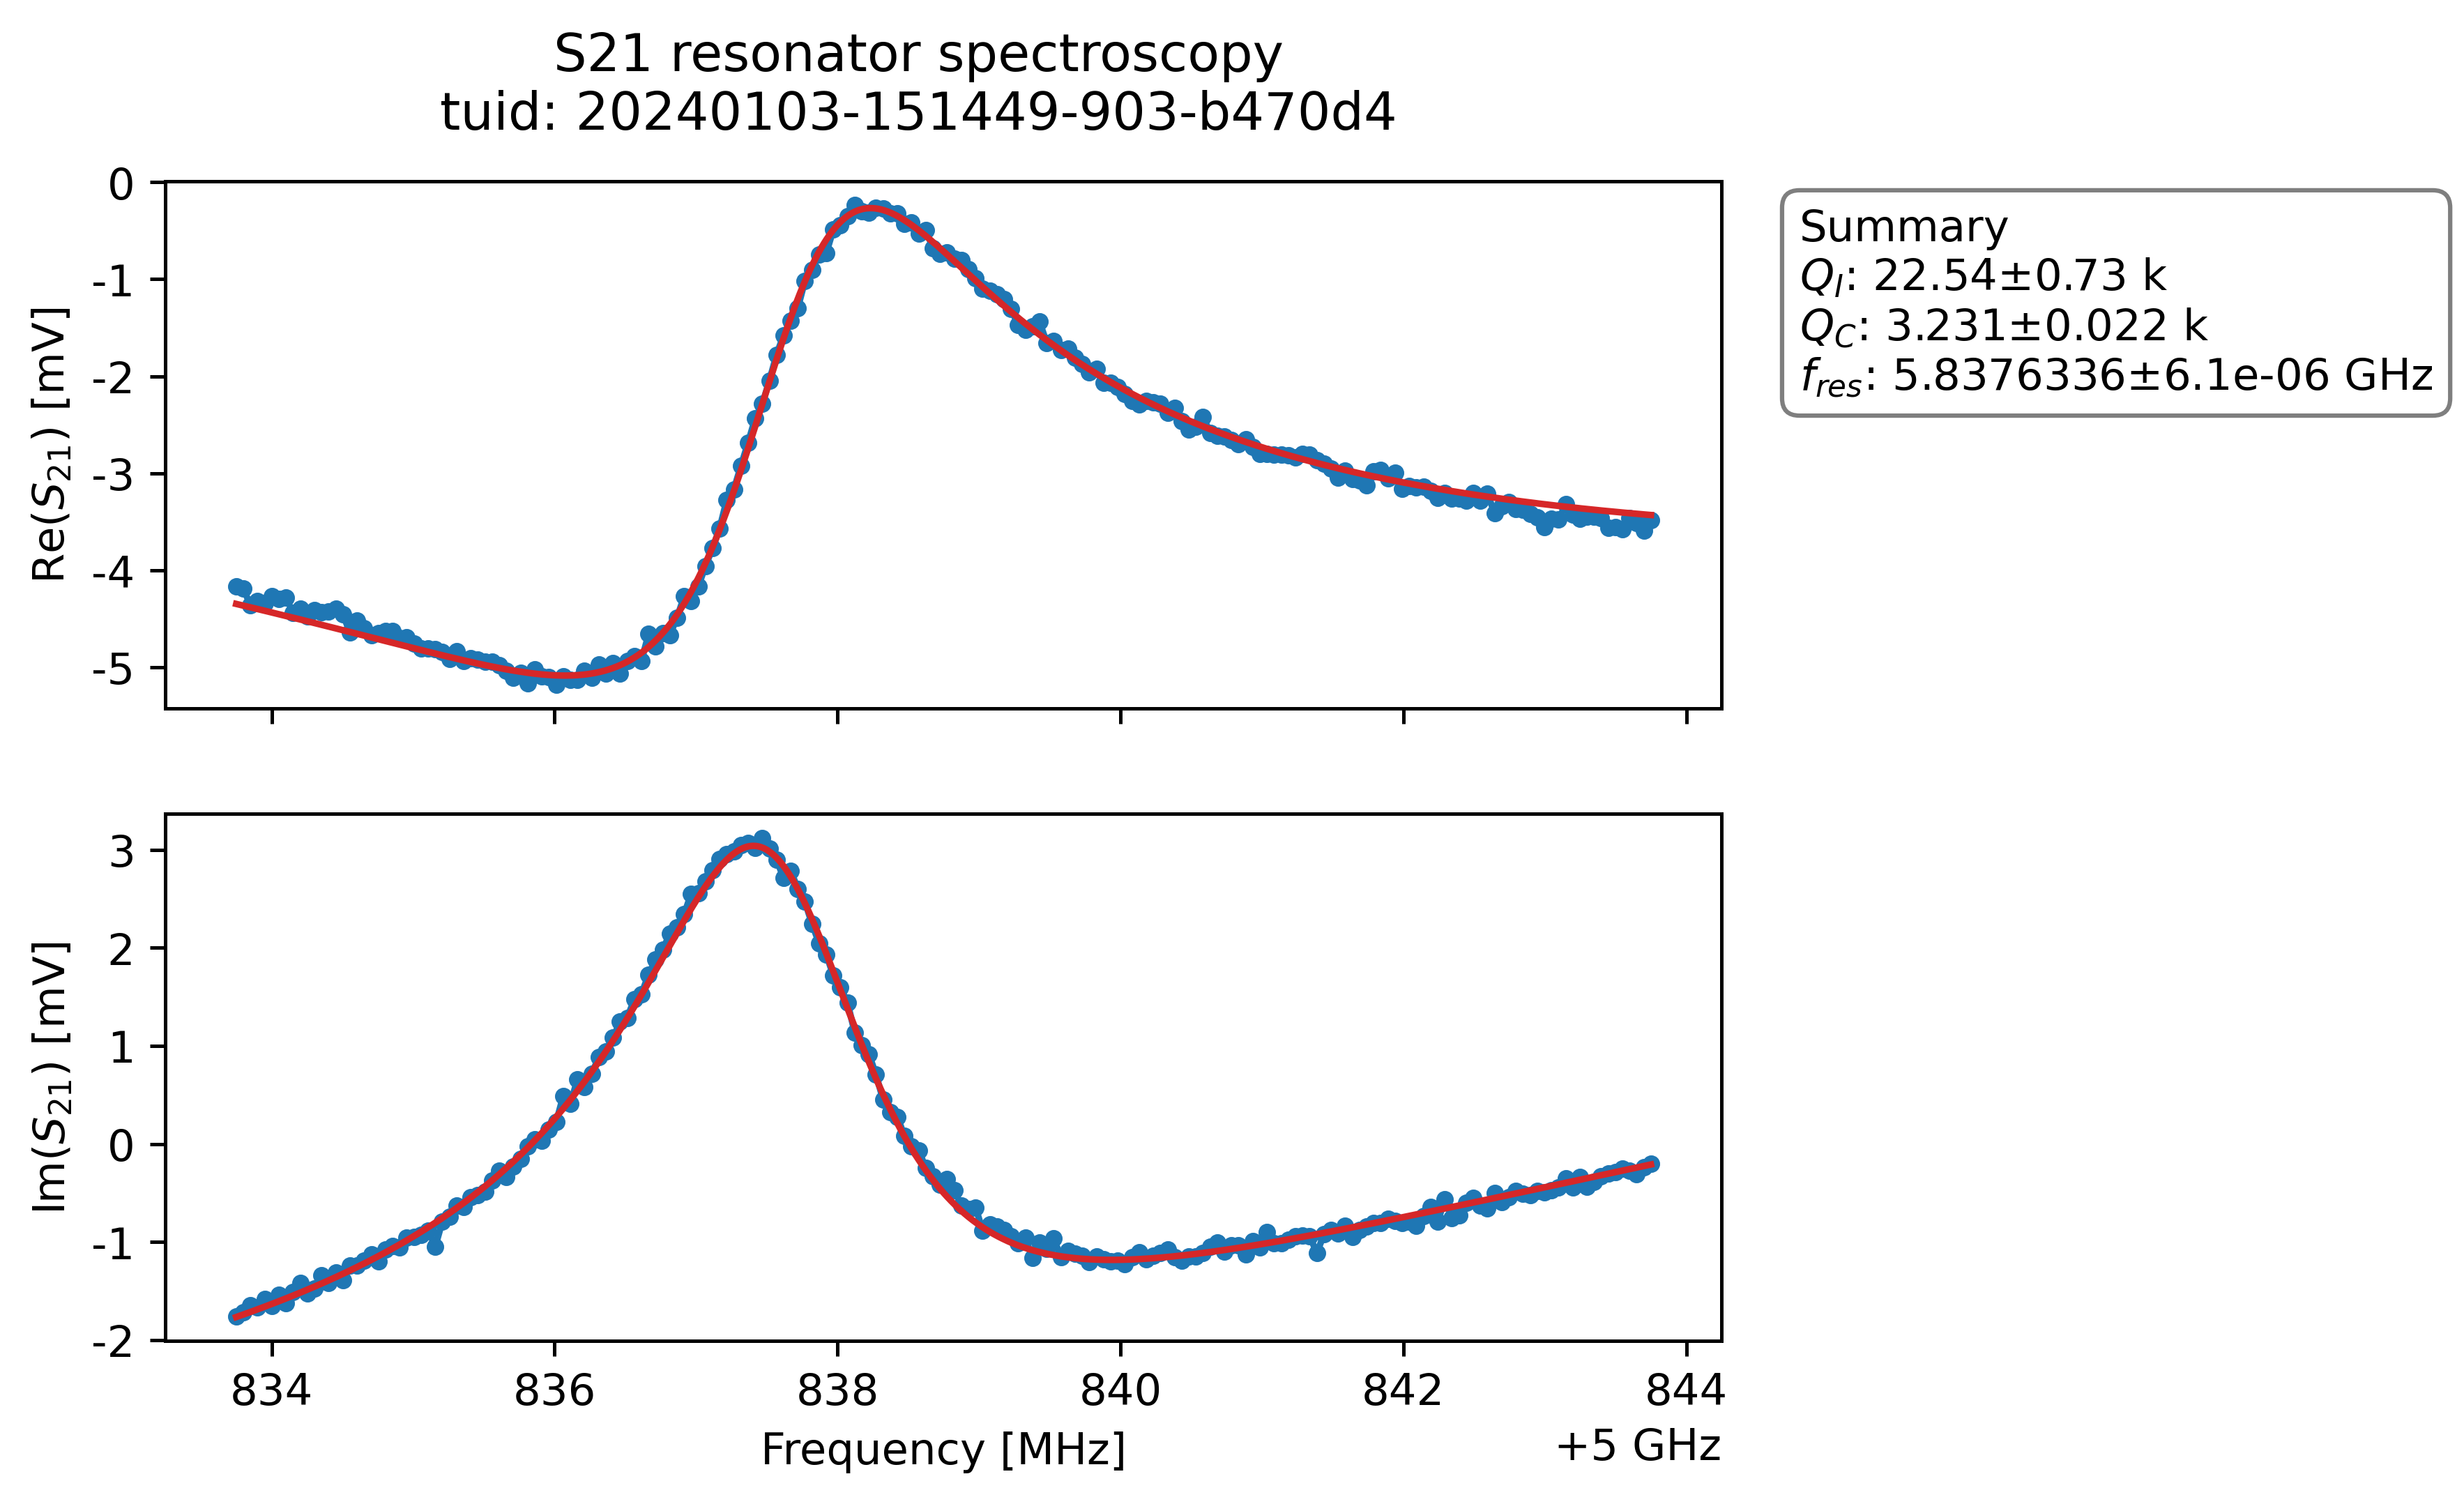 S21 resonator spectroscopy
tuid: 20240103-151449-903-b470d4
0
-1
-2
-3
-4
-5
Re(S21) [mV]
Summary
QI: 22.54±0.73 k
QC: 3.231±0.022 k
fres: 5.8376336±6.1e-06 GHz
3
2
1
0
-1
-2
Im(S21) [mV]
834 836 838 840 842 844
Frequency [MHz]
+5 GHz